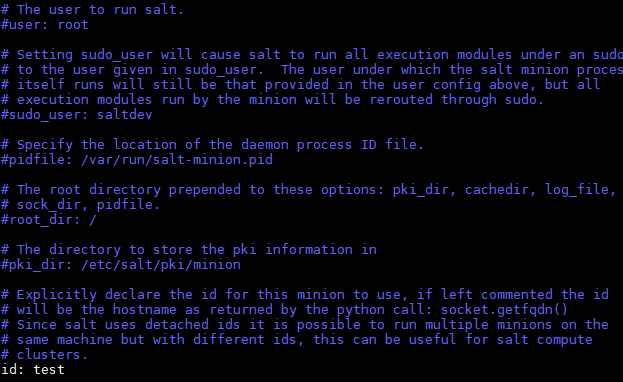 # The user to run salt.
#user: root
# Setting sudo_user will cause salt to run all execution modules under an sudo
# to the user given in sudo_user.  The user under which the salt minion proces
# itself runs will still be that provided in the user config above, but all
# execution modules run by the minion will be rerouted through sudo.
#sudo_user: saltdev
# Specify the location of the daemon process ID file.
#pidfile: /var/run/salt-minion.pid
# The root directory prepended to these options: pki_dir, cachedir, log_file,
# sock_dir, pidfile.
#root_dir: /
# The directory to store the pki information in
#pki_dir: /etc/salt/pki/minion
# Explicitly declare the id for this minion to use, if left commented the id
# will be the hostname as returned by the python call: socket.getfqdn()
# Since salt uses detached ids it is possible to run multiple minions on the
# same machine but with different ids, this can be useful for salt compute
# clusters.
id: test